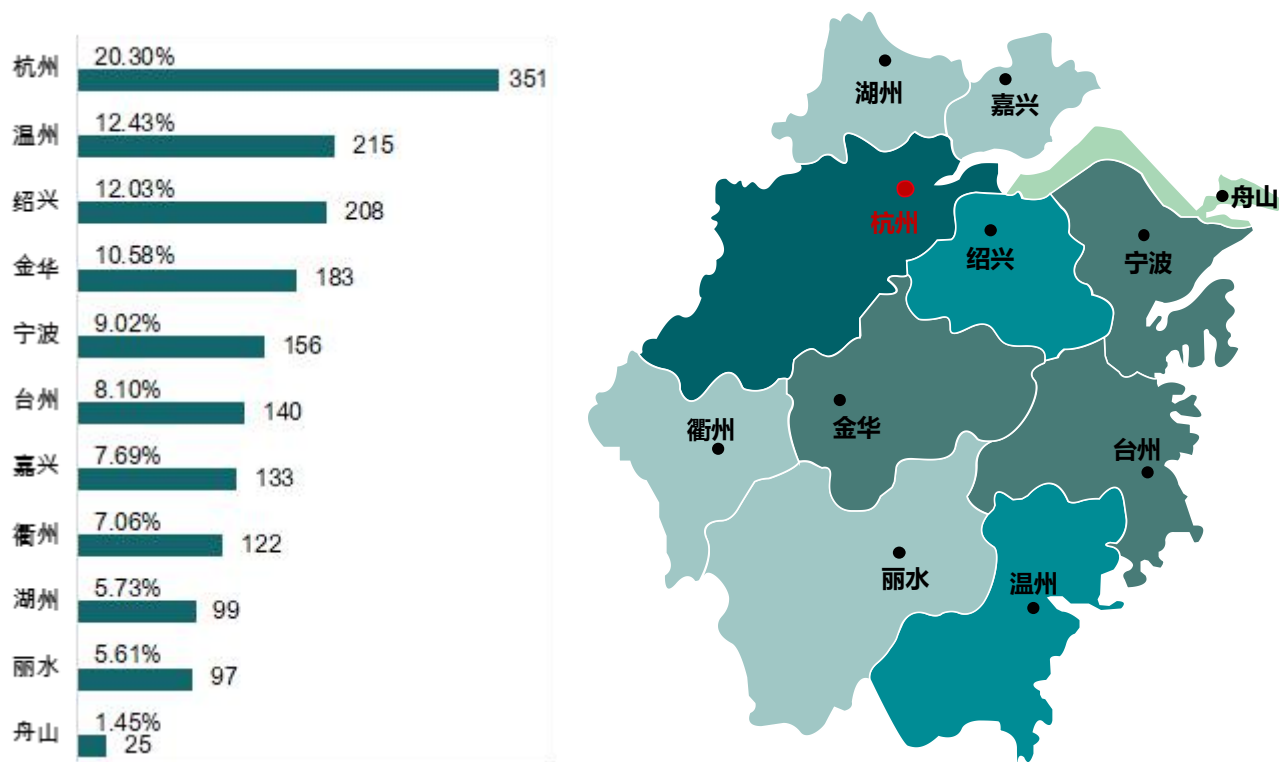 杭州 20.30% 351
温州 12.43% 215
绍兴 12.03% 208
金华 10.58% 183
宁波 9.02% 156
台州 8.10% 140
嘉兴 7.69% 133
衢州 7.06% 122
湖州 5.73% 99
丽水 5.61% 97
舟山 1.45% 25
湖州
嘉兴
舟山
杭州
绍兴
宁波
衢州
金华
台州
丽水
温州